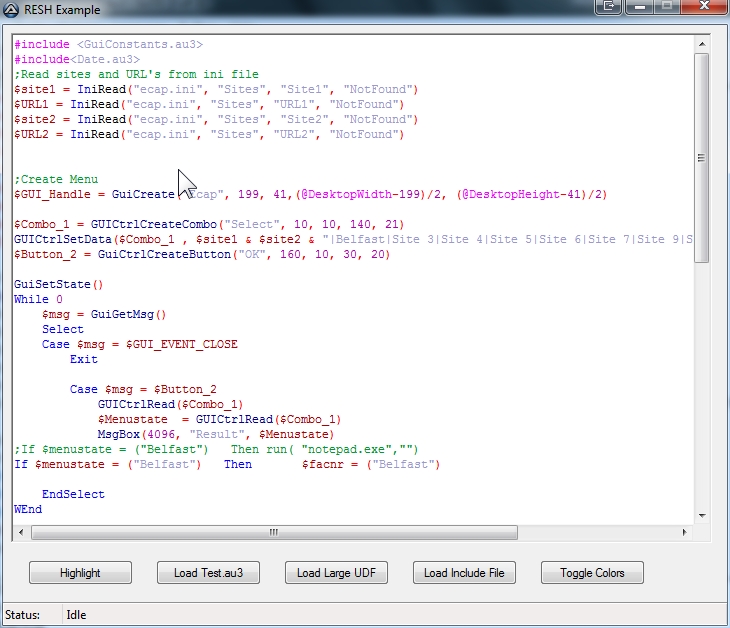 RESH Example
#include <GuiConstants.au3>
#include<Date.au3>
;Read sites and URL's from ini file
$site1 = IniRead("ecap.ini", "Sites", "Site1", "NotFound")
$URL1 = IniRead("ecap.ini", "Sites", "URL1", "NotFound")
$site2 = IniRead("ecap.ini", "Sites", "Site2", "NotFound")
$URL2 = IniRead("ecap.ini", "Sites", "URL2", "NotFound")
;Create Menu
$GUI_Handle = GuiCreate("Ecap", 199, 41,(@DesktopWidth-199)/2, (@DesktopHeight-41)/2)
$Combo_1 = GUICtrlCreateCombo("Select", 10, 10, 140, 21)
GUICtrlSetData($Combo_1 , $site1 & $site2 & "|Belfast|Site 3|Site 4|Site 5|Site 6|Site 7|Site 9|S
$Button_2 = GuiCtrlCreateButton("OK", 160, 10, 30, 20)
GuiSetState()
While 0
    $msg = GuiGetMsg()
    Select
    Case $msg = $GUI_EVENT_CLOSE
        Exit
        Case $msg = $Button_2
            GUICtrlRead($Combo_1)
            $Menustate  = GUICtrlRead($Combo_1)
            MsgBox(4096, "Result", $Menustate)
;If $menustate = ("Belfast")   Then run( "notepad.exe","")
If $menustate = ("Belfast")   Then       $facnr = ("Belfast")
    EndSelect
WEnd
Highlight Load Test.au3 Load Large UDF Load Include File Toggle Colors
Status: Idle